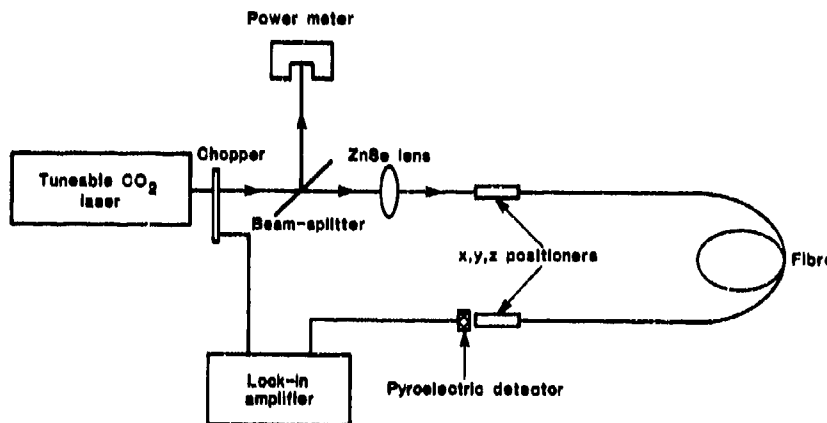 Power meter
Chopper
ZnSe lens
Tuneable CO2
laser
Beam-splitter
x,y,z positioners
Fibre
Lock-in
amplifier
Pyroelectric detector